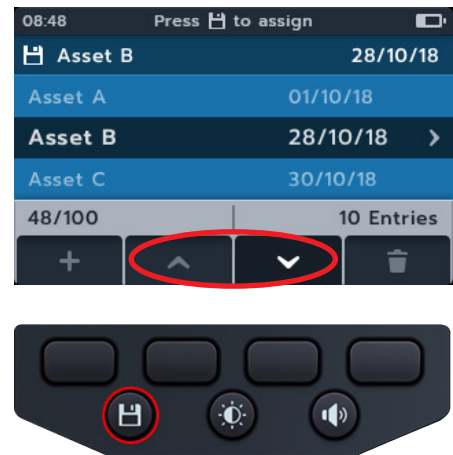 08:48 Press to assign
Asset B 28/10/18
Asset A 01/10/18
Asset B 28/10/18
Asset C 30/10/18
48/100 10 Entries